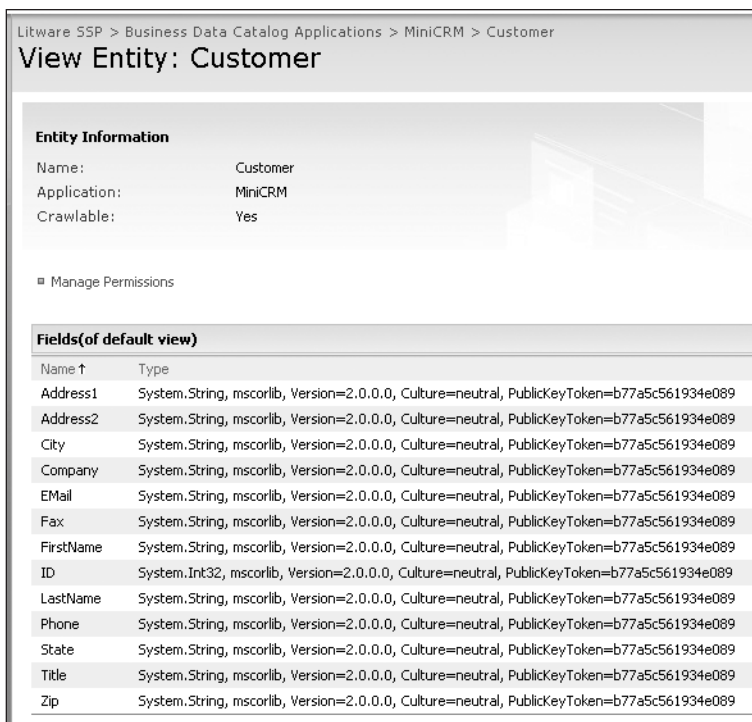 Litware SSP > Business Data Catalog Applications > MiniCRM > Customer
View Entity: Customer
Entity Information
Name: Customer
Application: MiniCRM
Crawlable: Yes
Manage Permissions
Fields(of default view)
Name↑ Type
Address1 System.String, mscorlib, Version=2.0.0.0, Culture=neutral, PublicKeyToken=b77a5c561934e089
Address2 System.String, mscorlib, Version=2.0.0.0, Culture=neutral, PublicKeyToken=b77a5c561934e089
City System.String, mscorlib, Version=2.0.0.0, Culture=neutral, PublicKeyToken=b77a5c561934e089
Company System.String, mscorlib, Version=2.0.0.0, Culture=neutral, PublicKeyToken=b77a5c561934e089
EMail System.String, mscorlib, Version=2.0.0.0, Culture=neutral, PublicKeyToken=b77a5c561934e089
Fax System.String, mscorlib, Version=2.0.0.0, Culture=neutral, PublicKeyToken=b77a5c561934e089
FirstName System.String, mscorlib, Version=2.0.0.0, Culture=neutral, PublicKeyToken=b77a5c561934e089
ID System.Int32, mscorlib, Version=2.0.0.0, Culture=neutral, PublicKeyToken=b77a5c561934e089
LastName System.String, mscorlib, Version=2.0.0.0, Culture=neutral, PublicKeyToken=b77a5c561934e089
Phone System.String, mscorlib, Version=2.0.0.0, Culture=neutral, PublicKeyToken=b77a5c561934e089
State System.String, mscorlib, Version=2.0.0.0, Culture=neutral, PublicKeyToken=b77a5c561934e089
Title System.String, mscorlib, Version=2.0.0.0, Culture=neutral, PublicKeyToken=b77a5c561934e089
Zip System.String, mscorlib, Version=2.0.0.0, Culture=neutral, PublicKeyToken=b77a5c561934e089